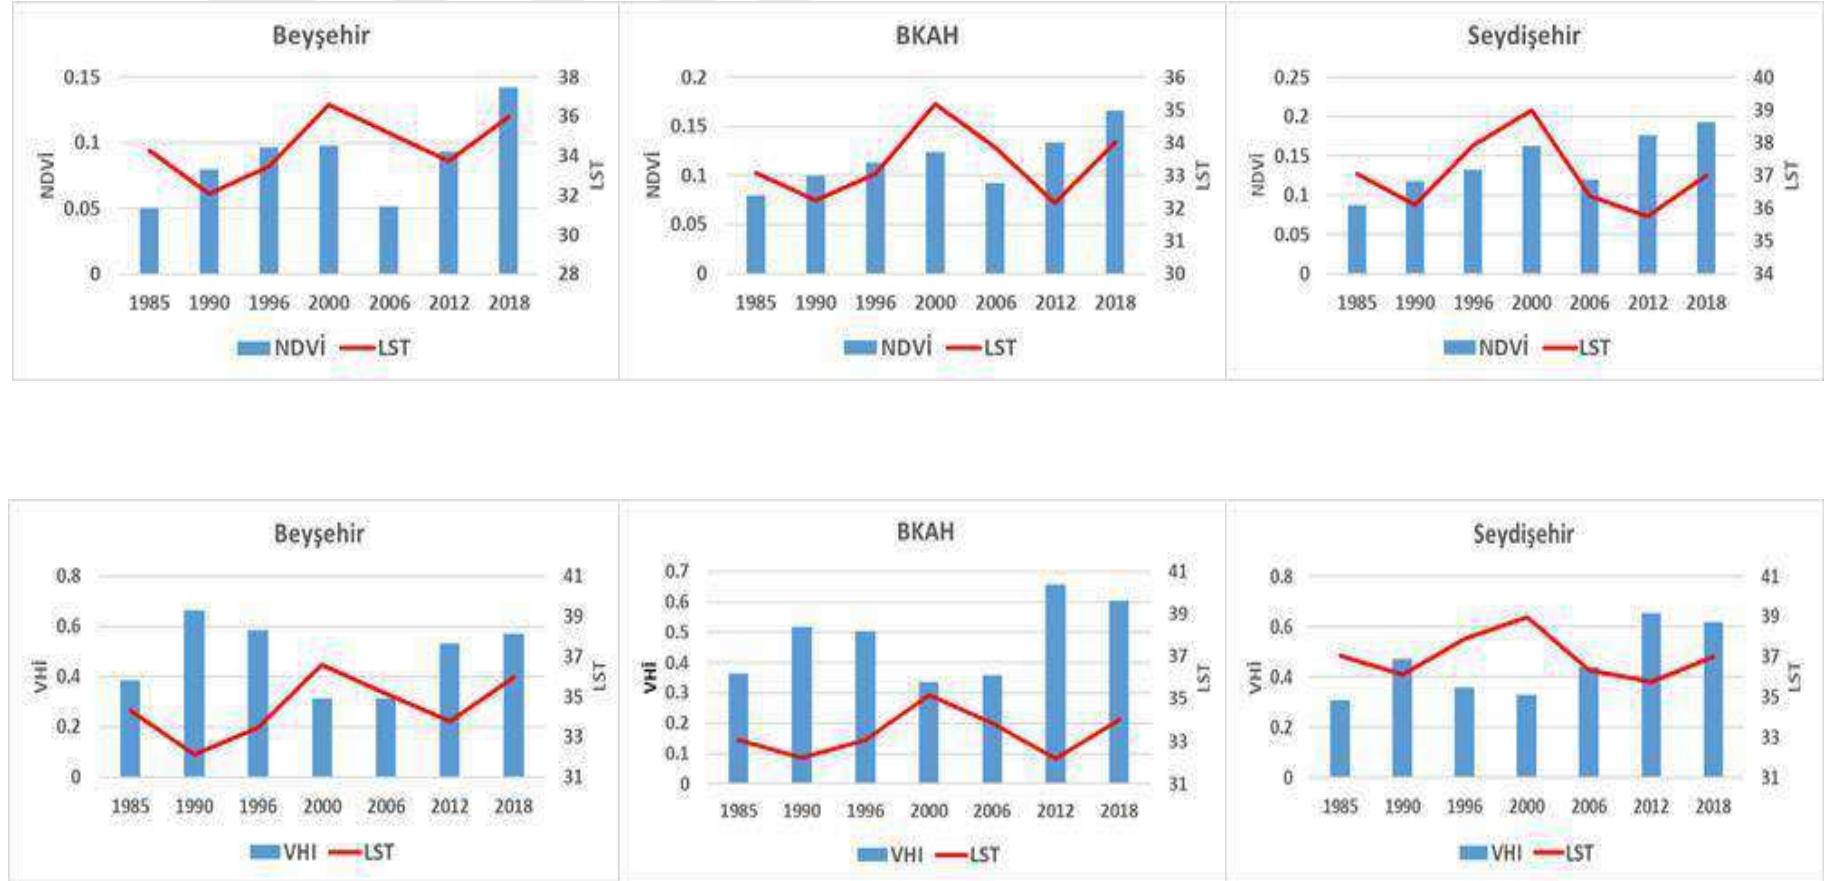 Beyşehir
0.15
0.1
0.05
0
NDVİ
38
36
34
32
30
28
LST
1985 1990 1996 2000 2006 2012 2018
NDVİ LST
BKAH
0.2
0.15
0.1
0.05
0
NDVİ
36
35
34
33
32
31
30
LST
1985 1990 1996 2000 2006 2012 2018
NDVİ LST
Seydişehir
0.25
0.2
0.15
0.1
0.05
0
NDVİ
40
39
38
37
36
35
34
LST
1985 1990 1996 2000 2006 2012 2018
NDVİ LST
Beyşehir
0.8
0.6
0.4
0.2
0
VHİ
41
39
37
35
33
31
LST
1985 1990 1996 2000 2006 2012 2018
VHI LST
BKAH
0.7
0.6
0.5
0.4
0.3
0.2
0.1
0
VHİ
41
39
37
35
33
31
LST
1985 1990 1996 2000 2006 2012 2018
VHI LST
Seydişehir
0.8
0.6
0.4
0.2
0
VHİ
41
39
37
35
33
31
LST
1985 1990 1996 2000 2006 2012 2018
VHI LST